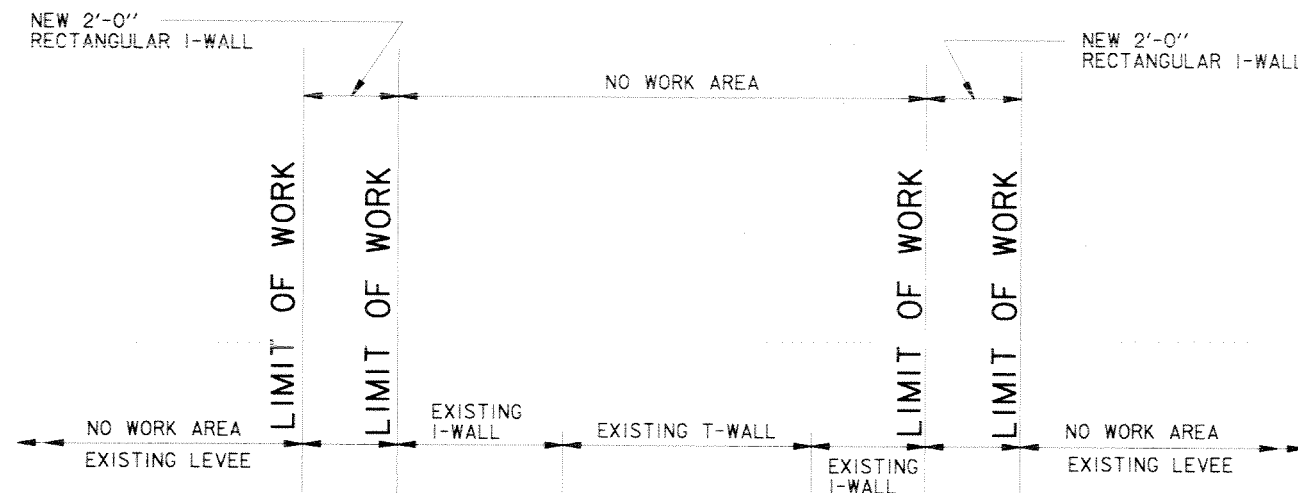 NEW 2'-0"
RECTANGULAR I-WALL
NEW 2'-0"
RECTANGULAR I-WALL
NO WORK AREA
LIMIT OF WORK
LIMIT OF WORK
LIMIT OF WORK
LIMIT OF WORK
NO WORK AREA
EXISTING LEVEE
EXISTING
I-WALL
EXISTING T-WALL
EXISTING
I-WALL
NO WORK AREA
EXISTING LEVEE